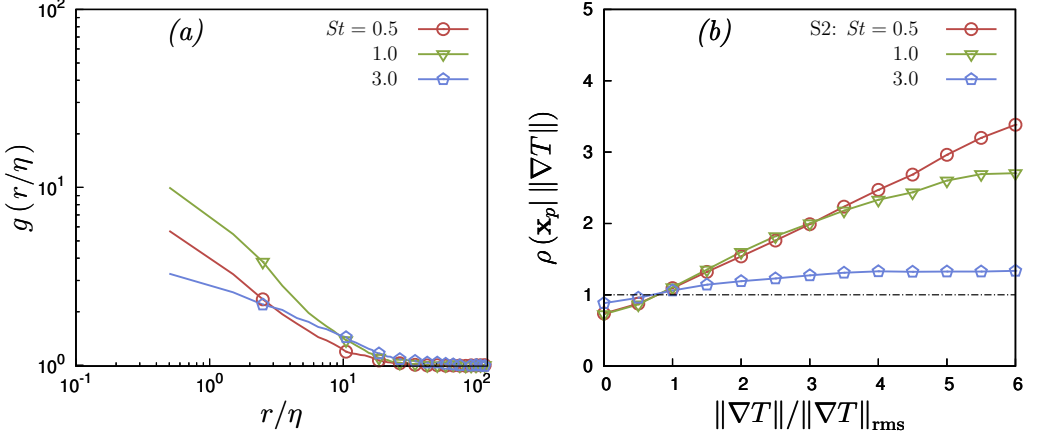 (a)
St = 0.5
1.0
3.0
10²
10¹
10⁰
g (r/η)
10⁻¹ 10⁰ 10¹ 10²
r/η
(b)
S2: St = 0.5
1.0
3.0
5
4
3
2
1
0
ρ (x_p| ‖∇T‖)
0 1 2 3 4 5 6
‖∇T‖/‖∇T‖rms